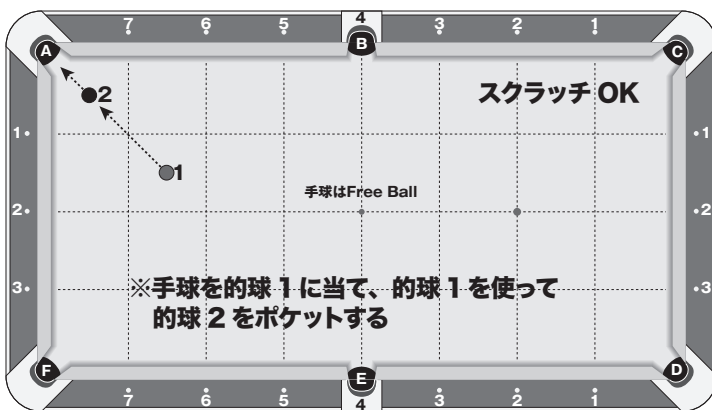 7 6 5 4 3 2 1
A B C
2
スクラッチ OK
1 1
1
手球はFree Ball
2 2
※手球を的球 1 に当て、的球 1 を使って
3 3
的球 2 をポケットする
F E D
7 6 5 4 3 2 1